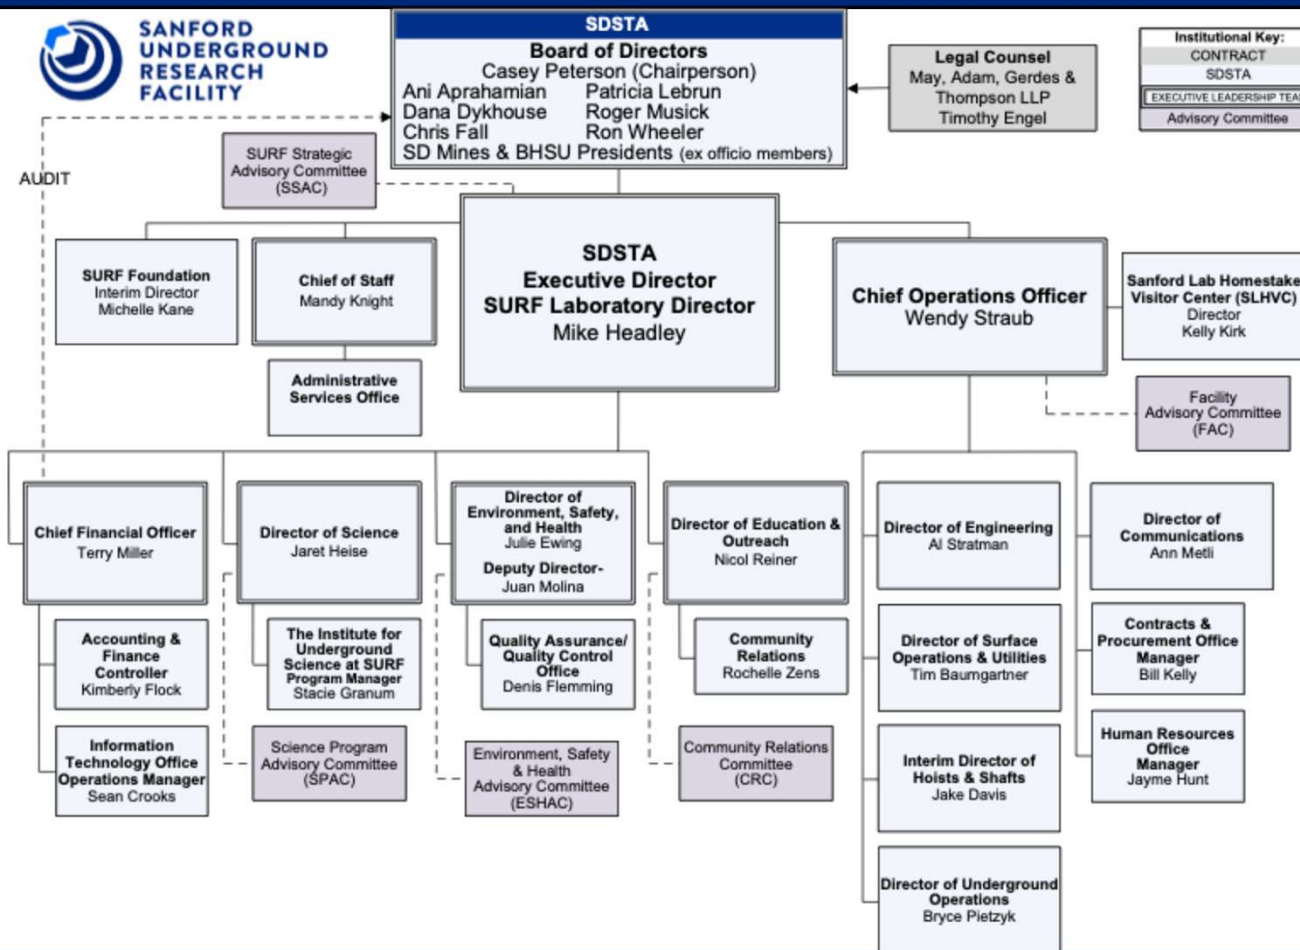 SANFORD
UNDERGROUND
RESEARCH
FACILITY
SDSTA
Board of Directors
Casey Peterson (Chairperson)
Ani Aprahamian Patricia Lebrun
Dana Dykhouse Roger Musick
Chris Fall Ron Wheeler
SD Mines & BHSU Presidents (ex officio members)
Legal Counsel
May, Adam, Gerdes &
Thompson LLP
Timothy Engel
Institutional Key:
CONTRACT
SDSTA
EXECUTIVE LEADERSHIP TEA
Advisory Committee
AUDIT
SURF Strategic
Advisory Committee
(SSAC)
SURF Foundation
Interim Director
Michelle Kane
Chief of Staff
Mandy Knight
Administrative
Services Office
SDSTA
Executive Director
SURF Laboratory Director
Mike Headley
Chief Operations Officer
Wendy Straub
Sanford Lab Homestake
Visitor Center (SLHVC)
Director
Kelly Kirk
Facility
Advisory Committee
(FAC)
Chief Financial Officer
Terry Miller
Director of Science
Jaret Heise
Director of
Environment, Safety,
and Health
Julie Ewing
Deputy Director-
Juan Molina
Director of Education &
Outreach
Nicol Reiner
Director of Engineering
Al Stratman
Director of
Communications
Ann Metli
Accounting &
Finance
Controller
Kimberly Flock
The Institute for
Underground
Science at SURF
Program Manager
Stacie Granum
Quality Assurance/
Quality Control
Office
Denis Flemming
Community
Relations
Rochelle Zens
Director of Surface
Operations & Utilities
Tim Baumgartner
Contracts &
Procurement Office
Manager
Bill Kelly
Information
Technology Office
Operations Manager
Sean Crooks
Science Program
Advisory Committee
(SPAC)
Environment, Safety
& Health
Advisory Committee
(ESHAC)
Community Relations
Committee
(CRC)
Interim Director of
Hoists & Shafts
Jake Davis
Human Resources
Office
Manager
Jayme Hunt
Director of Underground
Operations
Bryce Pietzyk